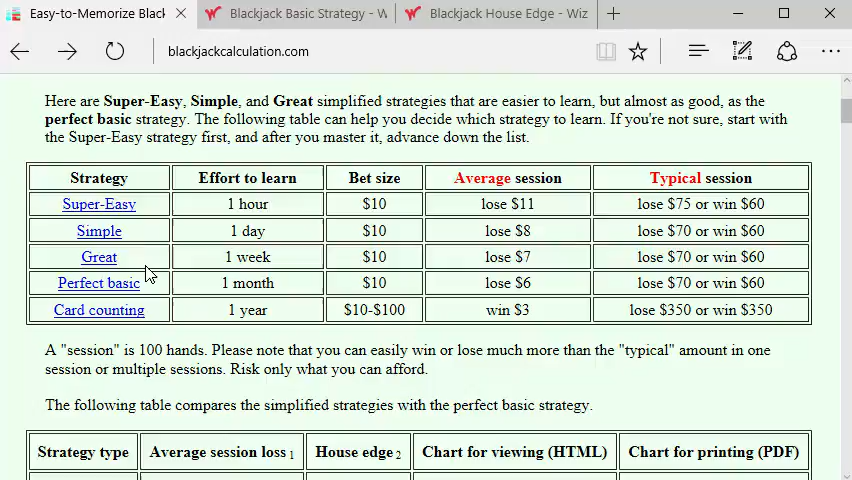 Easy-to-Memorize Black
Blackjack Basic Strategy - W
Blackjack House Edge - Wiz
blackjackcalculation.com
Here are Super-Easy, Simple, and Great simplified strategies that are easier to learn, but almost as good, as the
perfect basic strategy. The following table can help you decide which strategy to learn. If you're not sure, start with
the Super-Easy strategy first, and after you master it, advance down the list.
Strategy Effort to learn Bet size Average session Typical session
Super-Easy 1 hour $10 lose $11 lose $75 or win $60
Simple 1 day $10 lose $8 lose $70 or win $60
Great 1 week $10 lose $7 lose $70 or win $60
Perfect basic 1 month $10 lose $6 lose $70 or win $60
Card counting 1 year $10-$100 win $3 lose $350 or win $350
A "session" is 100 hands. Please note that you can easily win or lose much more than the "typical" amount in one
session or multiple sessions. Risk only what you can afford.
The following table compares the simplified strategies with the perfect basic strategy.
Strategy type Average session loss 1 House edge 2 Chart for viewing (HTML) Chart for printing (PDF)